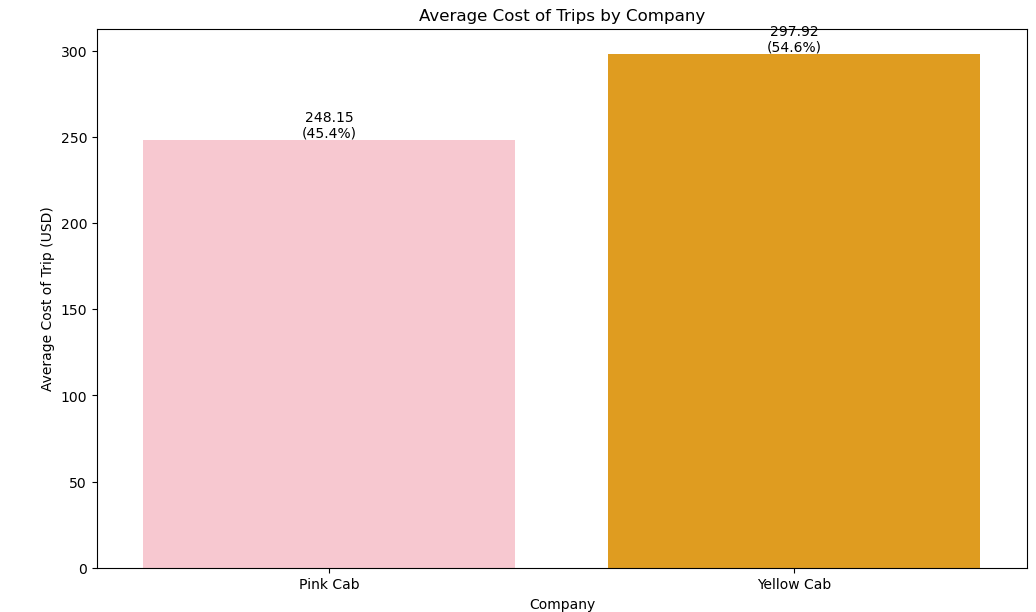 Average Cost of Trips by Company
297.92
(54.6%)
248.15
(45.4%)
300
250
200
150
100
50
0
Average Cost of Trip (USD)
Pink Cab
Yellow Cab
Company